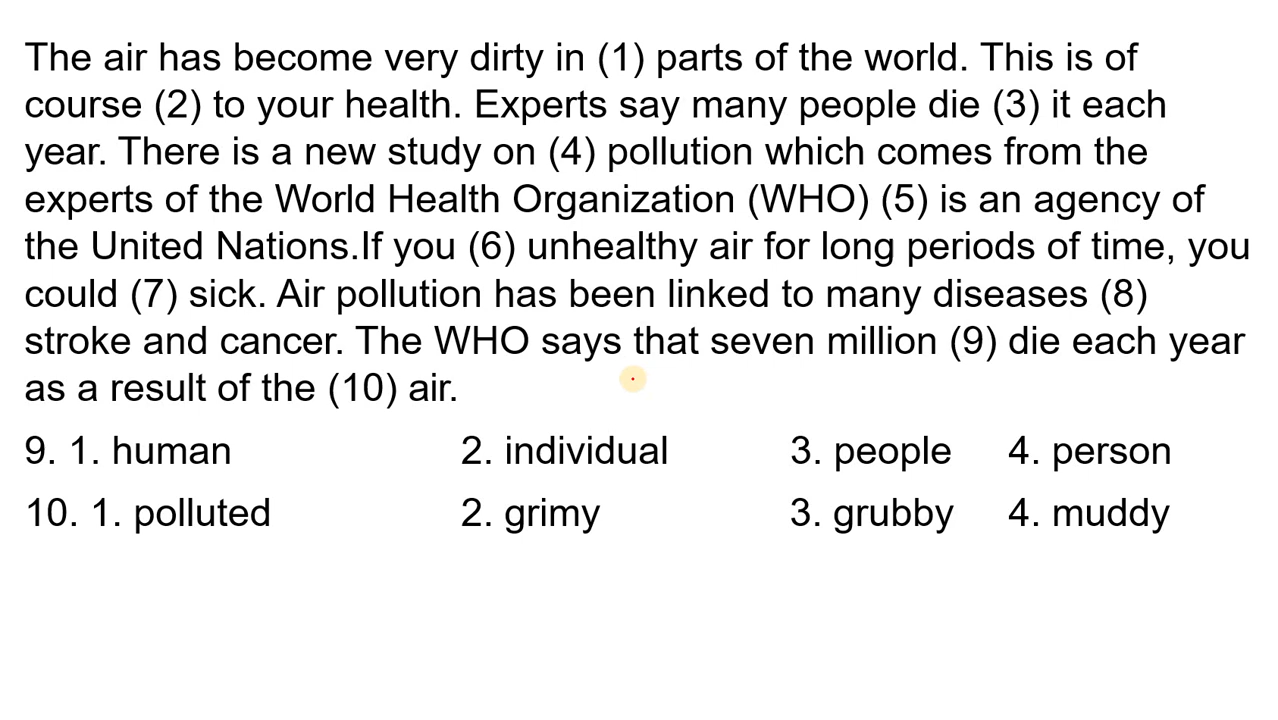 The air has become very dirty in (1) parts of the world. This is of
course (2) to your health. Experts say many people die (3) it each
year. There is a new study on (4) pollution which comes from the
experts of the World Health Organization (WHO) (5) is an agency of
the United Nations.If you (6) unhealthy air for long periods of time, you
could (7) sick. Air pollution has been linked to many diseases (8)
stroke and cancer. The WHO says that seven million (9) die each year
as a result of the (10) air.
9. 1. human 2. individual 3. people 4. person
10. 1. polluted 2. grimy 3. grubby 4. muddy